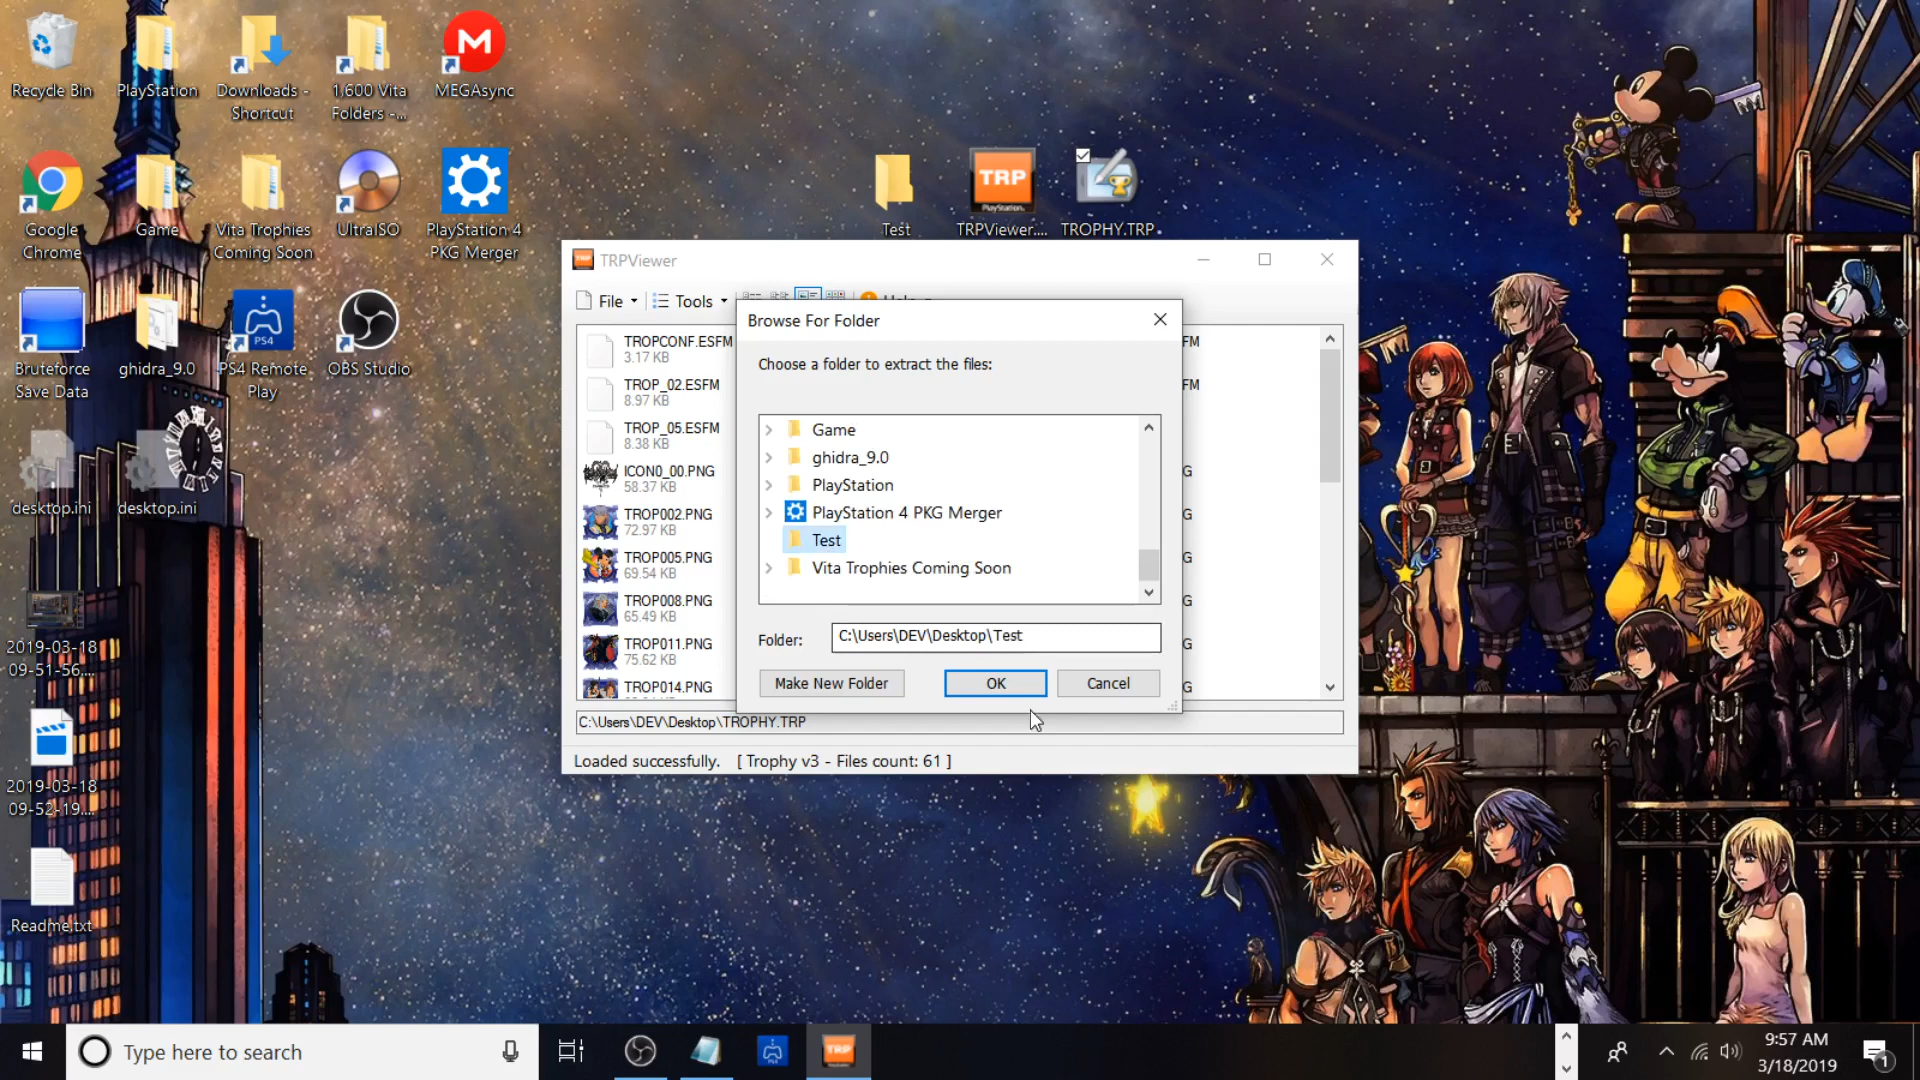 Recycle Bin
PlayStation
Downloads -
Shortcut
1,600 Vita
Folders -...
MEGAsync
Google
Chrome
Game
Vita Trophies
Coming Soon
UltraISO
PlayStation 4
PKG Merger
Bruteforce
Save Data
ghidra_9.0
PS4
PS4 Remote
Play
OBS Studio
desktop.ini
desktop.ini
2019-03-18
09-51-56....
2019-03-18
09-52-19....
Readme.txt
Test
TRP
PlayStation.
TRPViewer....
TROPHY.TRP
TRPViewer
File
Tools
TROPCONF.ESFM
3.17 KB
TROP_02.ESFM
8.97 KB
TROP_05.ESFM
8.38 KB
ICON0_00.PNG
58.37 KB
TROP002.PNG
72.97 KB
TROP005.PNG
69.54 KB
TROP008.PNG
65.49 KB
TROP011.PNG
75.62 KB
TROP014.PNG
Browse For Folder
Choose a folder to extract the files:
Game
ghidra_9.0
PlayStation
PlayStation 4 PKG Merger
Test
Vita Trophies Coming Soon
Folder:
C:\Users\DEV\Desktop\Test
Make New Folder
OK
Cancel
FM
FM
G
G
G
G
G
G
C:\Users\DEV\Desktop\TROPHY.TRP
Loaded successfully. [ Trophy v3 - Files count: 61 ]
Type here to search
TRP
9:57 AM
3/18/2019
1